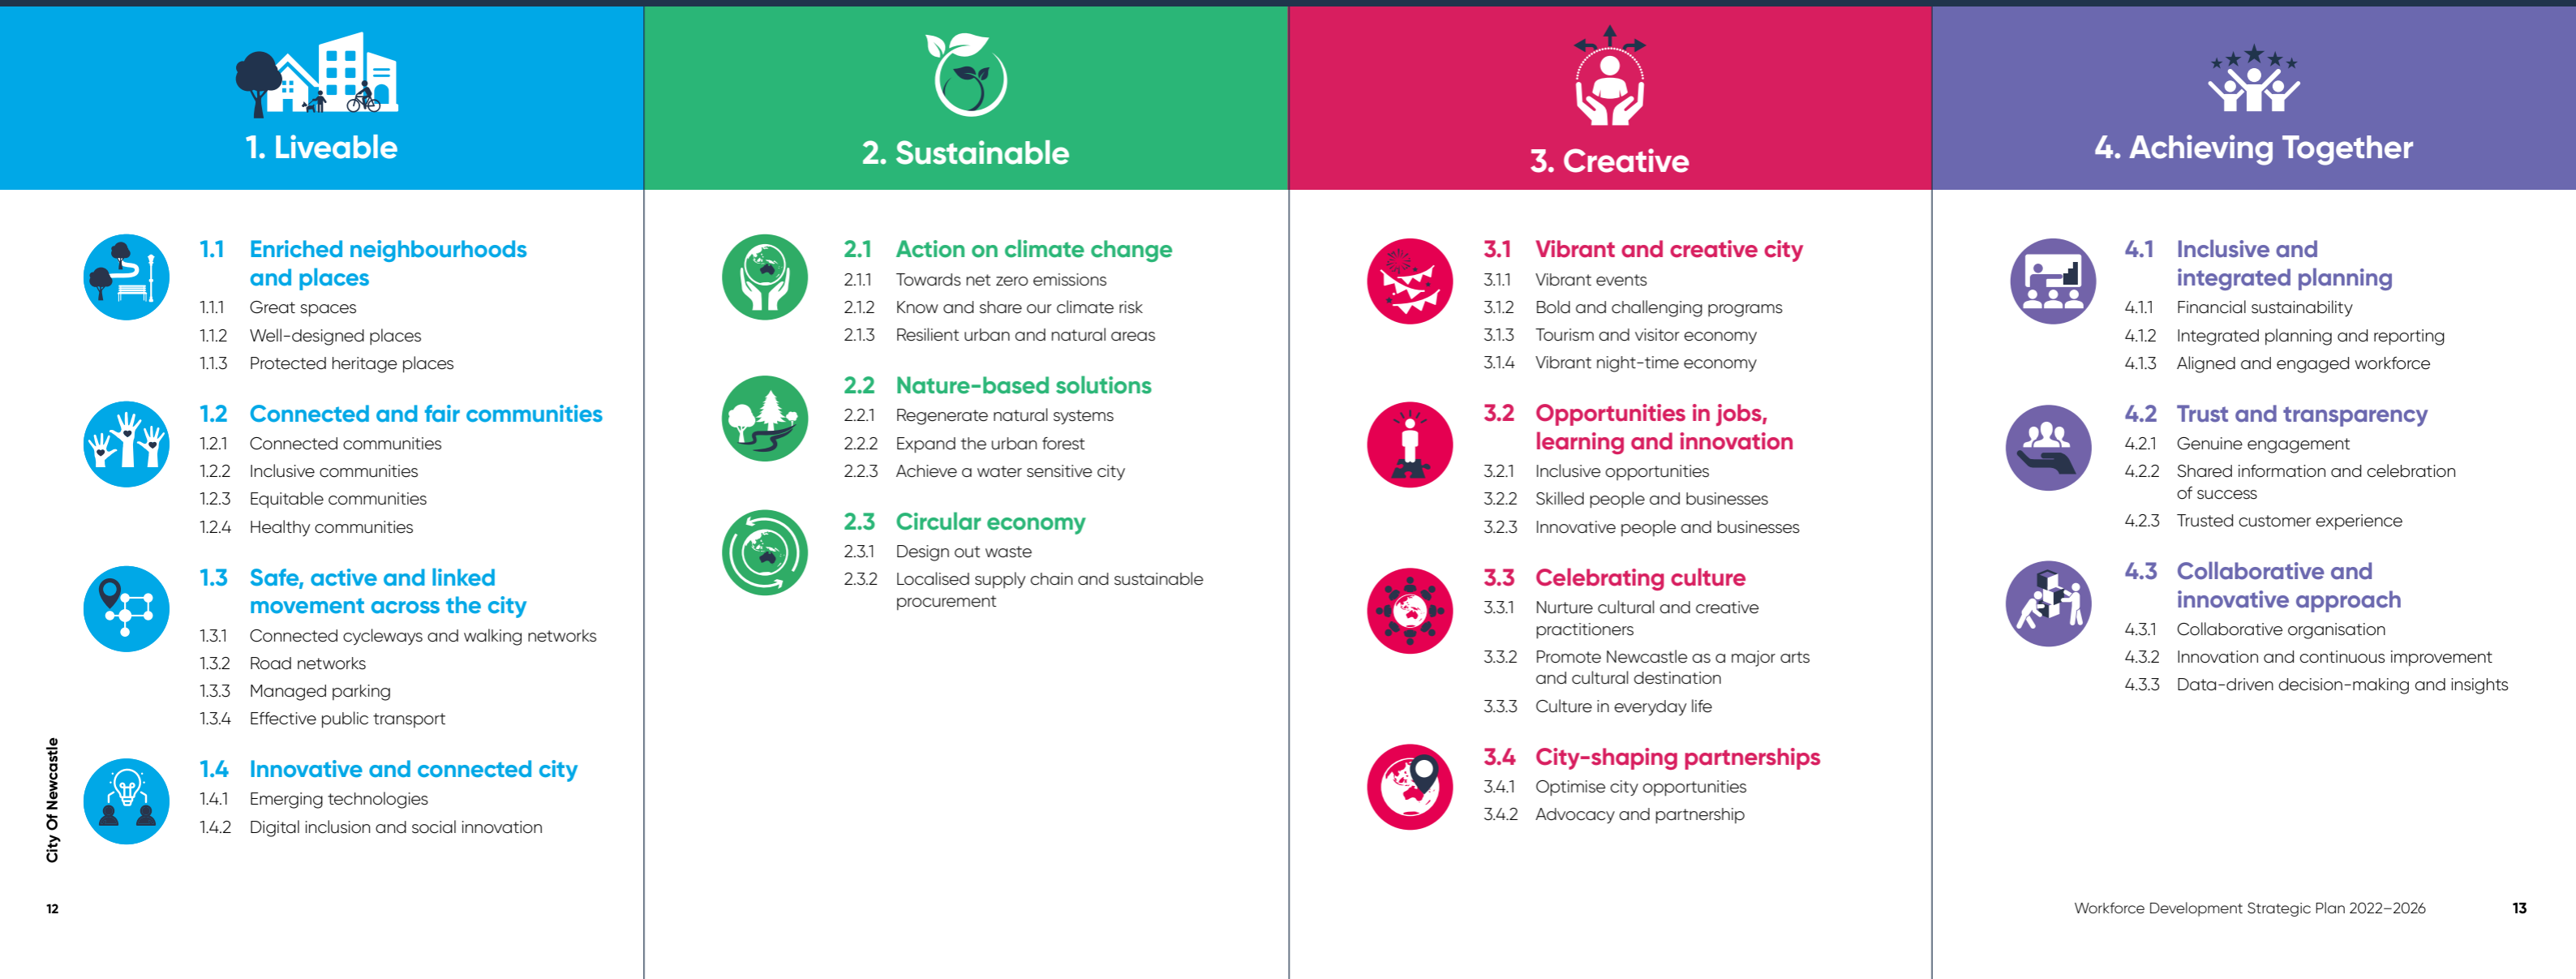 1. Liveable
1.1 Enriched neighbourhoods
and places
1.1.1 Great spaces
1.1.2 Well-designed places
1.1.3 Protected heritage places
1.2 Connected and fair communities
1.2.1 Connected communities
1.2.2 Inclusive communities
1.2.3 Equitable communities
1.2.4 Healthy communities
1.3 Safe, active and linked
movement across the city
1.3.1 Connected cycleways and walking networks
1.3.2 Road networks
1.3.3 Managed parking
1.3.4 Effective public transport
1.4 Innovative and connected city
1.4.1 Emerging technologies
1.4.2 Digital inclusion and social innovation
2. Sustainable
2.1 Action on climate change
2.1.1 Towards net zero emissions
2.1.2 Know and share our climate risk
2.1.3 Resilient urban and natural areas
2.2 Nature-based solutions
2.2.1 Regenerate natural systems
2.2.2 Expand the urban forest
2.2.3 Achieve a water sensitive city
2.3 Circular economy
2.3.1 Design out waste
2.3.2 Localised supply chain and sustainable
procurement
3. Creative
3.1 Vibrant and creative city
3.1.1 Vibrant events
3.1.2 Bold and challenging programs
3.1.3 Tourism and visitor economy
3.1.4 Vibrant night-time economy
3.2 Opportunities in jobs,
learning and innovation
3.2.1 Inclusive opportunities
3.2.2 Skilled people and businesses
3.2.3 Innovative people and businesses
3.3 Celebrating culture
3.3.1 Nurture cultural and creative
practitioners
3.3.2 Promote Newcastle as a major arts
and cultural destination
3.3.3 Culture in everyday life
3.4 City-shaping partnerships
3.4.1 Optimise city opportunities
3.4.2 Advocacy and partnership
4. Achieving Together
4.1 Inclusive and
integrated planning
4.1.1 Financial sustainability
4.1.2 Integrated planning and reporting
4.1.3 Aligned and engaged workforce
4.2 Trust and transparency
4.2.1 Genuine engagement
4.2.2 Shared information and celebration
of success
4.2.3 Trusted customer experience
4.3 Collaborative and
innovative approach
4.3.1 Collaborative organisation
4.3.2 Innovation and continuous improvement
4.3.3 Data-driven decision-making and insights
City Of Newcastle
12
Workforce Development Strategic Plan 2022–2026 13